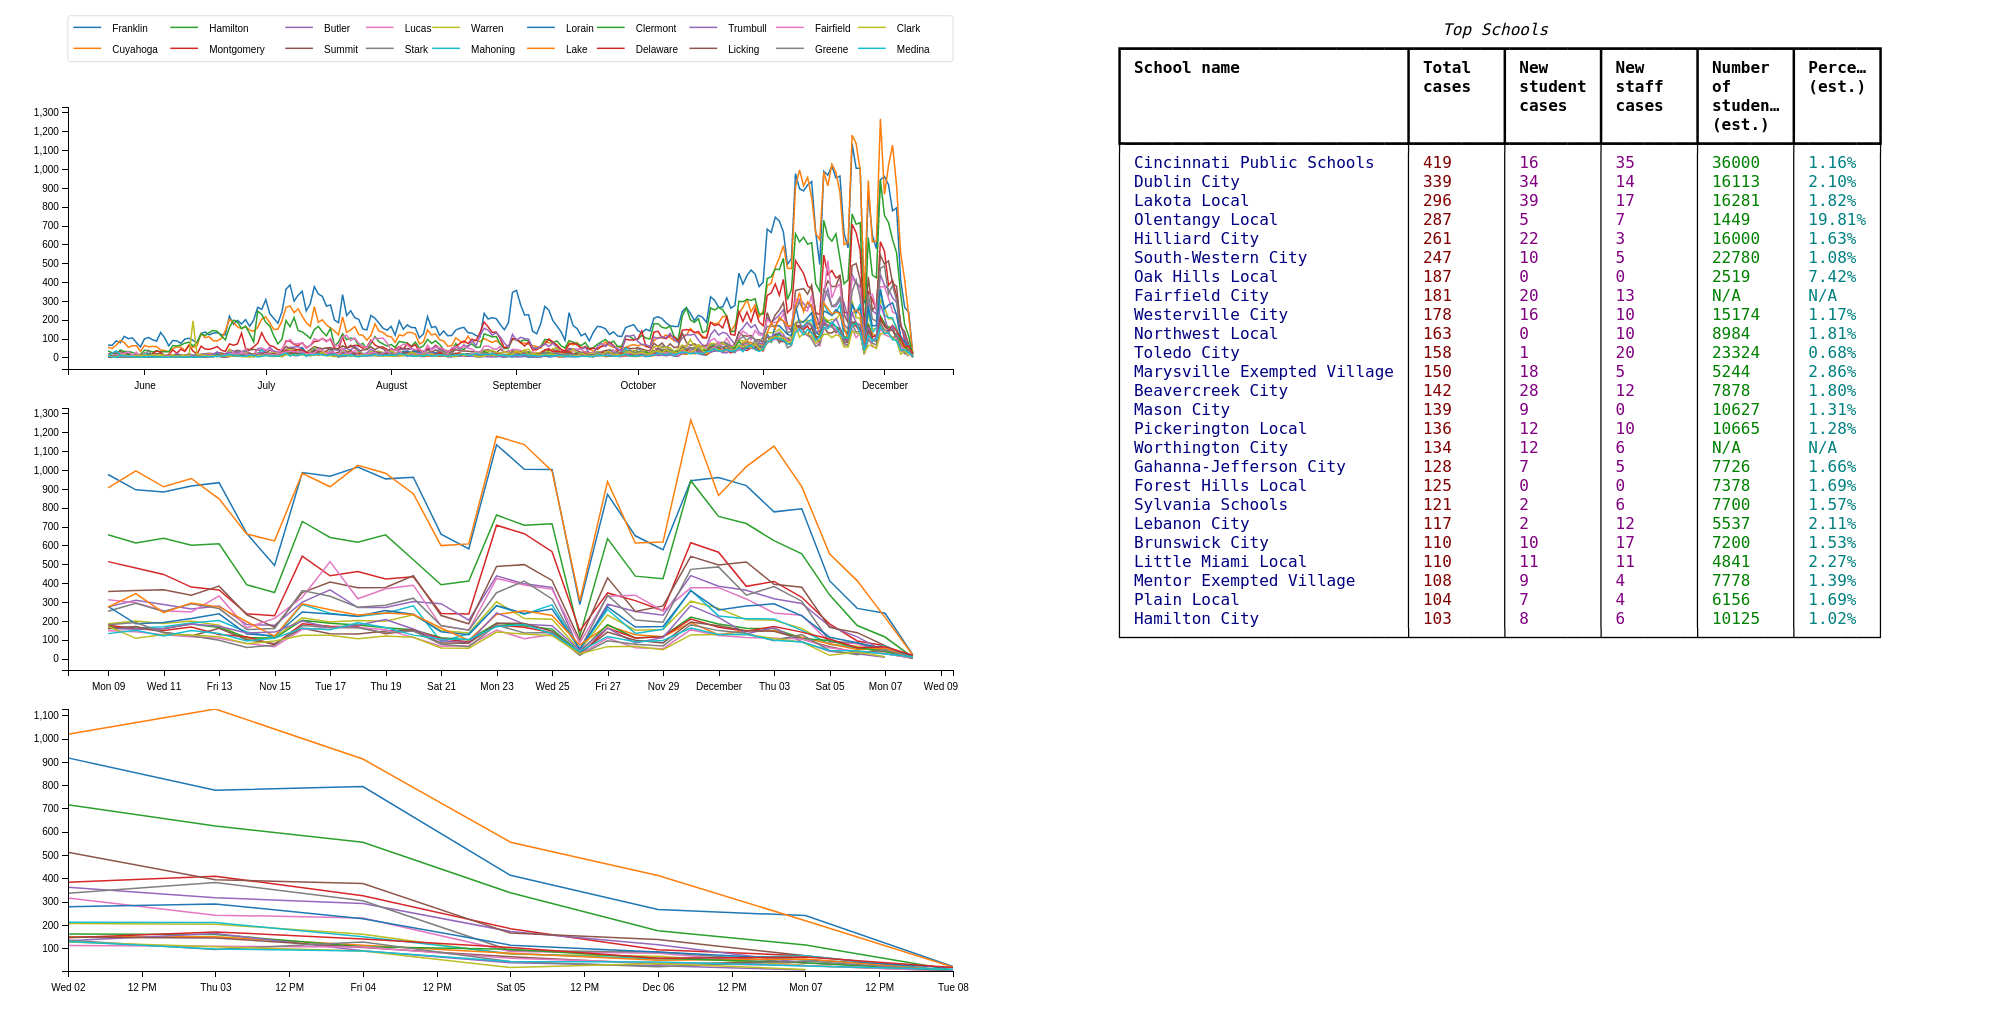 Franklin Hamilton Butler Lucas Warren Lorain Clermont Trumbull Fairfield Clark
Cuyahoga Montgomery Summit Stark Mahoning Lake Delaware Licking Greene Medina
1,300
1,200
1,100
1,000
900
800
700
600
500
400
300
200
100
0
June July August September October November December
1,300
1,200
1,100
1,000
900
800
700
600
500
400
300
200
100
0
Mon 09 Wed 11 Fri 13 Nov 15 Tue 17 Thu 19 Sat 21 Mon 23 Wed 25 Fri 27 Nov 29 December Thu 03 Sat 05 Mon 07 Wed 09
1,100
1,000
900
800
700
600
500
400
300
200
100
Wed 02 12 PM Thu 03 12 PM Fri 04 12 PM Sat 05 12 PM Dec 06 12 PM Mon 07 12 PM Tue 08
Top Schools
School name Total New New Number Perce…
cases student staff of (est.)
cases cases studen…
(est.)
Cincinnati Public Schools 419 16 35 36000 1.16%
Dublin City 339 34 14 16113 2.10%
Lakota Local 296 39 17 16281 1.82%
Olentangy Local 287 5 7 1449 19.81%
Hilliard City 261 22 3 16000 1.63%
South-Western City 247 10 5 22780 1.08%
Oak Hills Local 187 0 0 2519 7.42%
Fairfield City 181 20 13 N/A N/A
Westerville City 178 16 10 15174 1.17%
Northwest Local 163 0 10 8984 1.81%
Toledo City 158 1 20 23324 0.68%
Marysville Exempted Village 150 18 5 5244 2.86%
Beavercreek City 142 28 12 7878 1.80%
Mason City 139 9 0 10627 1.31%
Pickerington Local 136 12 10 10665 1.28%
Worthington City 134 12 6 N/A N/A
Gahanna-Jefferson City 128 7 5 7726 1.66%
Forest Hills Local 125 0 0 7378 1.69%
Sylvania Schools 121 2 6 7700 1.57%
Lebanon City 117 2 12 5537 2.11%
Brunswick City 110 10 17 7200 1.53%
Little Miami Local 110 11 11 4841 2.27%
Mentor Exempted Village 108 9 4 7778 1.39%
Plain Local 104 7 4 6156 1.69%
Hamilton City 103 8 6 10125 1.02%